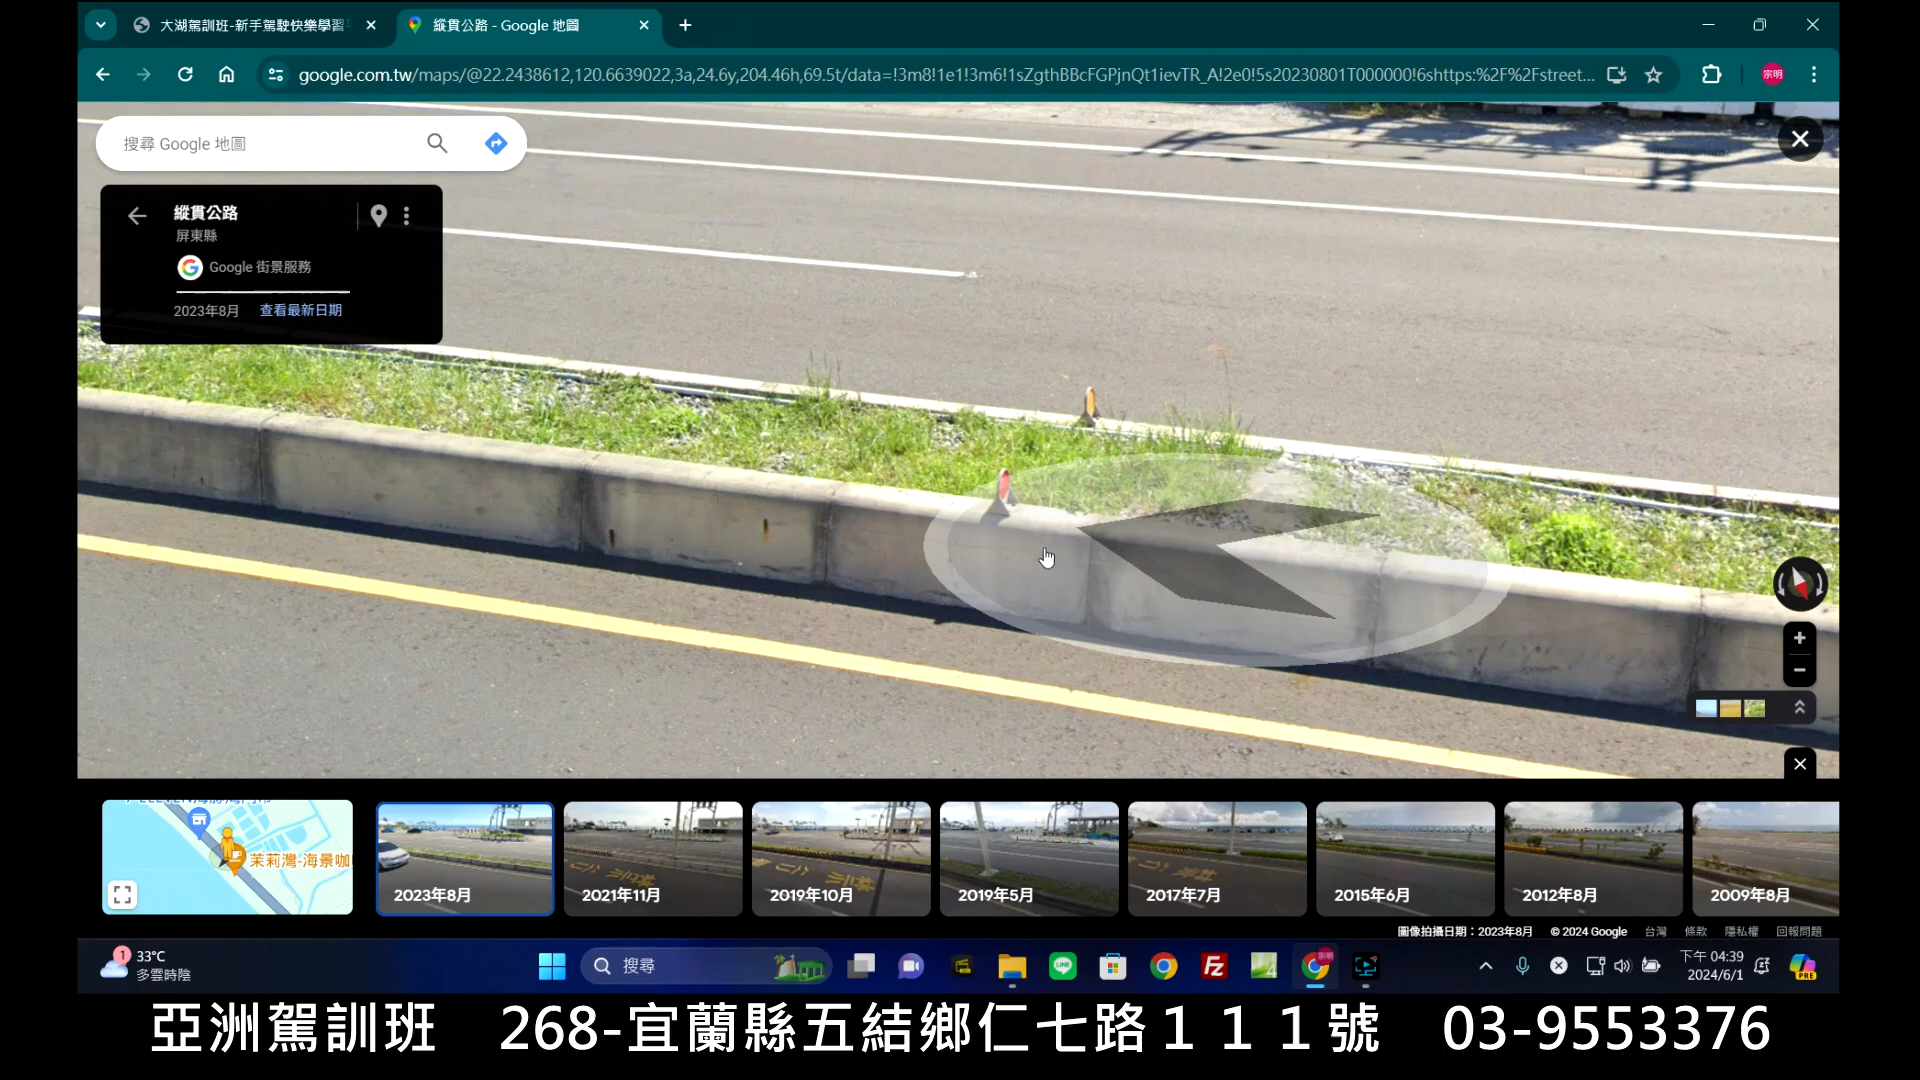 大湖駕訓班-新手駕駛快樂學習
縱貫公路 - Google 地圖
google.com.tw/maps/@22.2438612,120.6639022,3a,24.6y,204.46h,69.5t/data=!3m8!1e1!3m6!1sZgthBBcFGPjnQt1ievTR_A!2e0!5s20230801T000000!6shttps:%2F%2Fstreet...
宗明
搜尋 Google 地圖
縱貫公路
屏東縣
Google 街景服務
2023年8月 查看最新日期
茉莉灣-海景咖
2023年8月
2021年11月
2019年10月
2019年5月
2017年7月
2015年6月
2012年8月
2009年8月
圖像拍攝日期：2023年8月 © 2024 Google 台灣 條款 隱私權 回報問題
1
33°C
多雲時陰
搜尋
LINE
宗明
下午 04:39
2024/6/1
PRE
亞洲駕訓班 268-宜蘭縣五結鄉仁七路１１１號 03-9553376